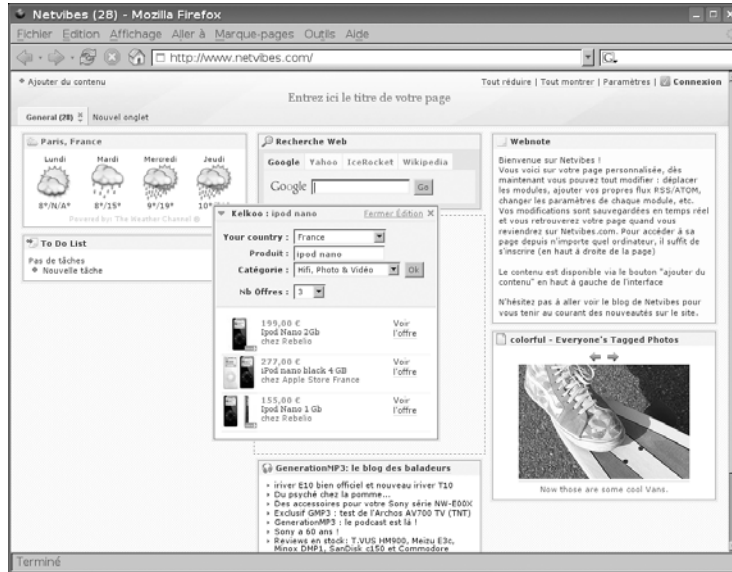 Netvibes (28) - Mozilla Firefox
Fichier Edition Affichage Aller à Marque-pages Outils Aide
http://www.netvibes.com/
Ajouter du contenu
Tout réduire | Tout montrer | Paramètres | Connexion
Entrez ici le titre de votre page
General (28) Nouvel onglet
Paris, France
Lundi Mardi Mercredi Jeudi
8°/N/A° 8°/15° 9°/19° 10°
Powered by: The Weather Channel ®
To Do List
Pas de tâches
Nouvelle tâche
Recherche Web
Google Yahoo IceRocket Wikipedia
Google Go
Kelkoo : ipod nano Fermer Édition
Your country : France
Produit : ipod nano
Catégorie : Hifi, Photo & Vidéo Ok
Nb Offres : 3
199,00 € Voir
Ipod Nano 2Gb l'offre
chez Rebelio
277,00 € Voir
iPod nano black 4 GB l'offre
chez Apple Store France
155,00 € Voir
Ipod Nano 1 Gb l'offre
chez Rebelio
GenerationMP3: le blog des baladeurs
iriver E10 bien officiel et nouveau iriver T10
Du psyché chez la pomme...
Des accessoires pour votre Sony série NW-E00X
Exclusif GMP3 : test de l'Archos AV700 TV (TNT)
GenerationMP3 : le podcast est là !
Sony a 60 ans !
Reviews en stock: T.VUS HM900, Meizu E3c,
Minox DMP1, SanDisk c150 et Commodore
Webnote
Bienvenue sur Netvibes !
Vous voici sur votre page personnalisée, dès
maintenant vous pouvez tout modifier : déplacer
les modules, ajouter vos propres flux RSS/ATOM,
changer les paramètres de chaque module, etc.
Vos modifications sont sauvegardées en temps réel
et vous retrouverez votre page quand vous
reviendrez sur Netvibes.com. Pour accéder à sa
page depuis n'importe quel ordinateur, il suffit de
s'inscrire (en haut à droite de la page)
Le contenu est disponible via le bouton "ajouter du
contenu" en haut à gauche de l'interface
N'hésitez pas à aller voir le blog de Netvibes pour
vous tenir au courant des nouveautés sur le site.
colorful - Everyone's Tagged Photos
Now those are some cool Vans.
Terminé